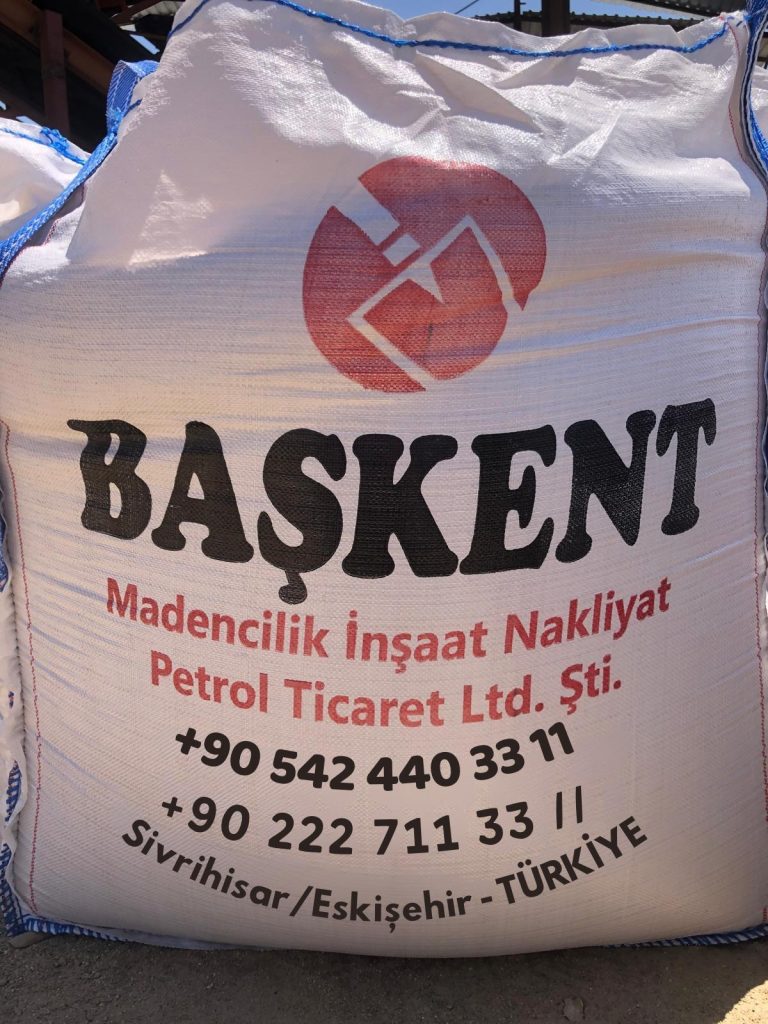 BAŞKENT
Madencilik İnşaat Nakliyat
Petrol Ticaret Ltd. Şti.
+90 542 440 33 11
+90 222 711 33 //
Sivrihisar/Eskişehir - TÜRKİYE